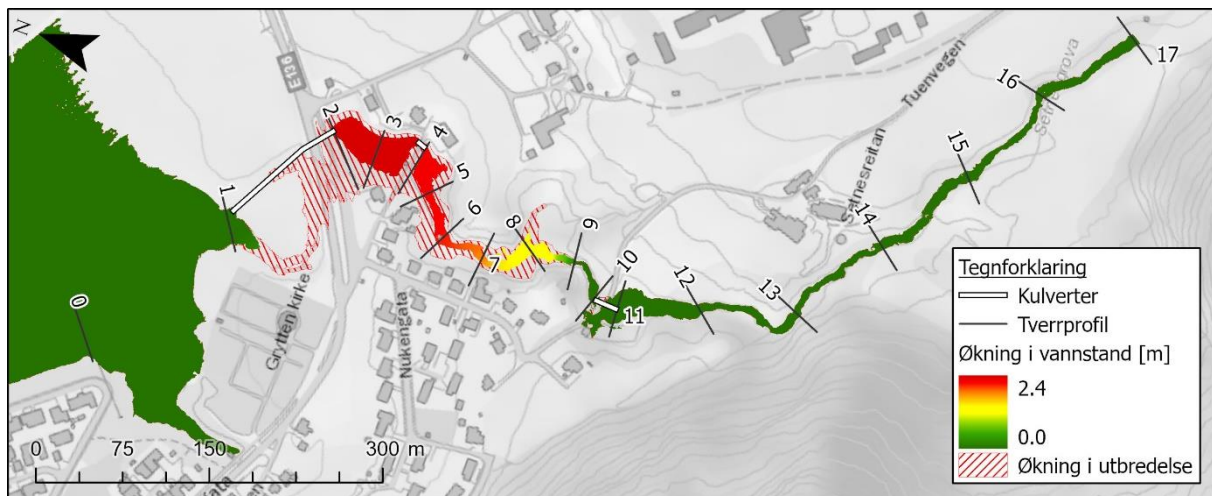 N
E136
Tuenvegen
17
16
Setnesgrova
2
3
4
15
1
5
Setnesreitan
6
8
9
14
7
10
0
Grytten kirke
12
13
11
Nukengata
Tegnforklaring
Kulverter
Tverrprofil
Økning i vannstand [m]
2.4
0.0
Økning i utbredelse
0 75 150 300 m